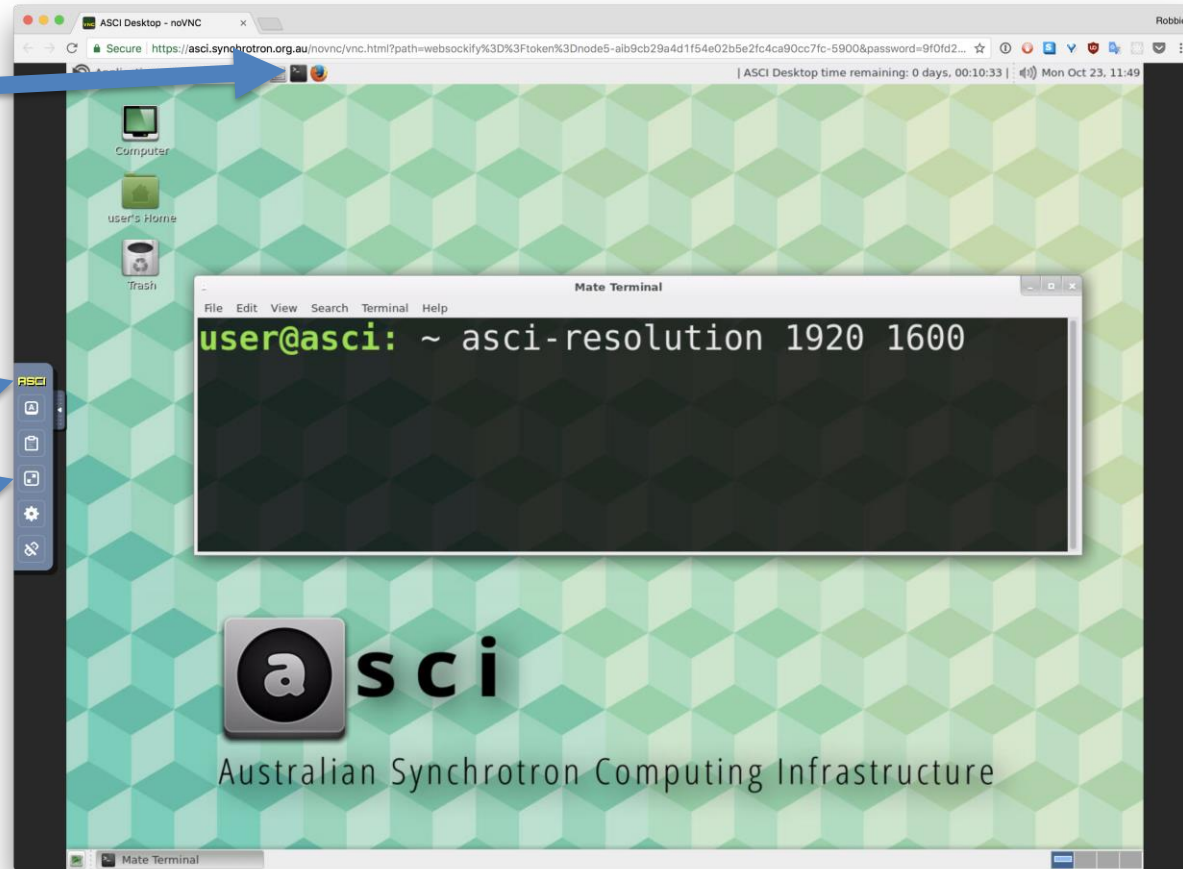 ASCI Desktop - noVNC
Robbie
Secure | https://asci.synchrotron.org.au/novnc/vnc.html?path=websockify%3D%3Ftoken%3Dnode5-aib9cb29a4d1f54e02b5e2fc4ca90cc7fc-5900&password=9f0fd2...
| ASCI Desktop time remaining: 0 days, 00:10:33 | Mon Oct 23, 11:49
Computer
user's Home
Trash
Mate Terminal
File Edit View Search Terminal Help
user@asci: ~ asci-resolution 1920 1600
ASCI
a sci
Australian Synchrotron Computing Infrastructure
Mate Terminal